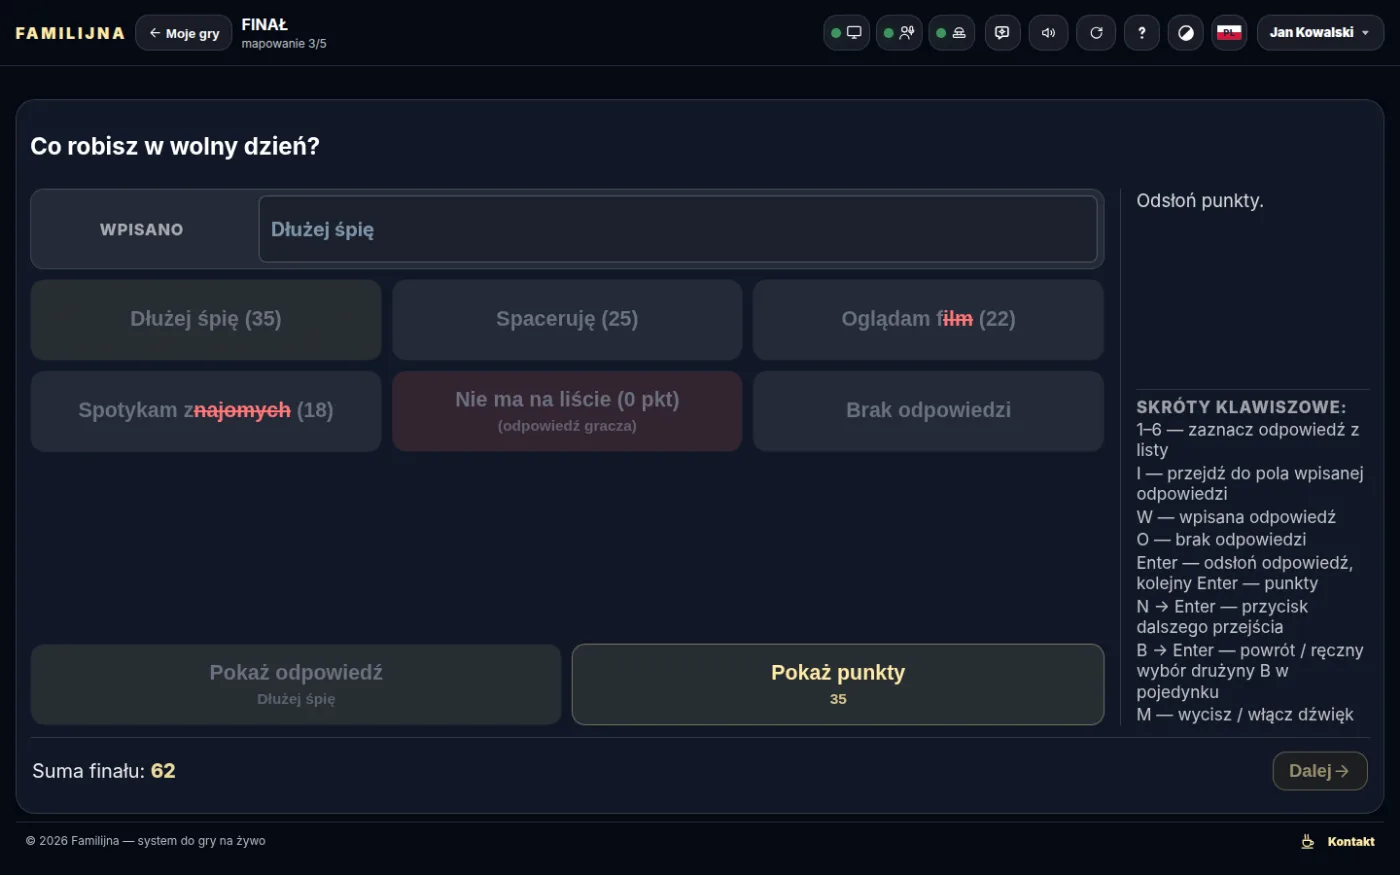 FAMILIJNA
← Moje gry
FINAŁ
mapowanie 3/5
?
PL
Jan Kowalski
Co robisz w wolny dzień?
WPISANO
Dłużej śpię
Dłużej śpię (35)
Spaceruję (25)
Oglądam film (22)
Spotykam znajomych (18)
Nie ma na liście (0 pkt)
(odpowiedź gracza)
Brak odpowiedzi
Pokaż odpowiedź
Dłużej śpię
Pokaż punkty
35
Odsłoń punkty.
SKRÓTY KLAWISZOWE:
1–6 — zaznacz odpowiedź z
listy
I — przejdź do pola wpisanej
odpowiedzi
W — wpisana odpowiedź
O — brak odpowiedzi
Enter — odsłoń odpowiedź,
kolejny Enter — punkty
N → Enter — przycisk
dalszego przejścia
B → Enter — powrót / ręczny
wybór drużyny B w
pojedynku
M — wycisz / włącz dźwięk
Suma finału: 62
Dalej →
© 2026 Familijna — system do gry na żywo
Kontakt